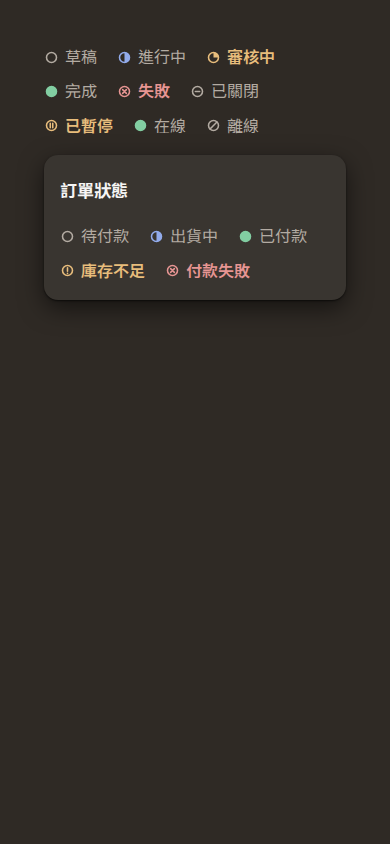 草稿 進行中 審核中
完成 失敗 已關閉
已暫停 在線 離線
訂單狀態
待付款 出貨中 已付款
庫存不足 付款失敗